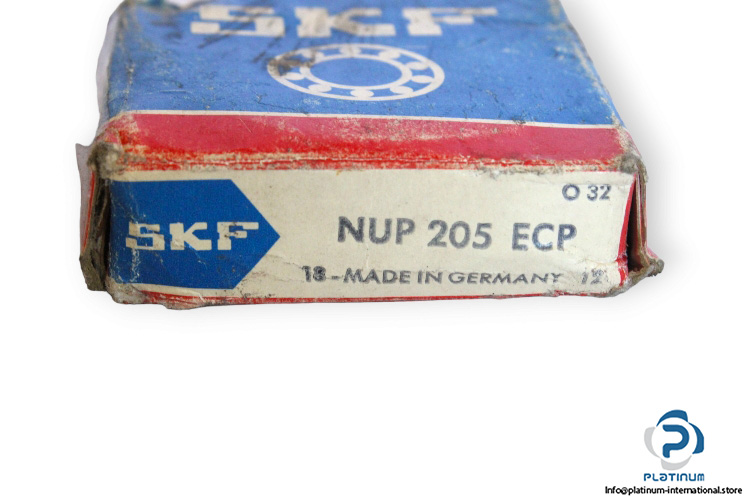 SKF
O 32
SKF
NUP 205 ECP
18-MADE IN GERMANY 12
PLATINUM
Info@platinum-international.store